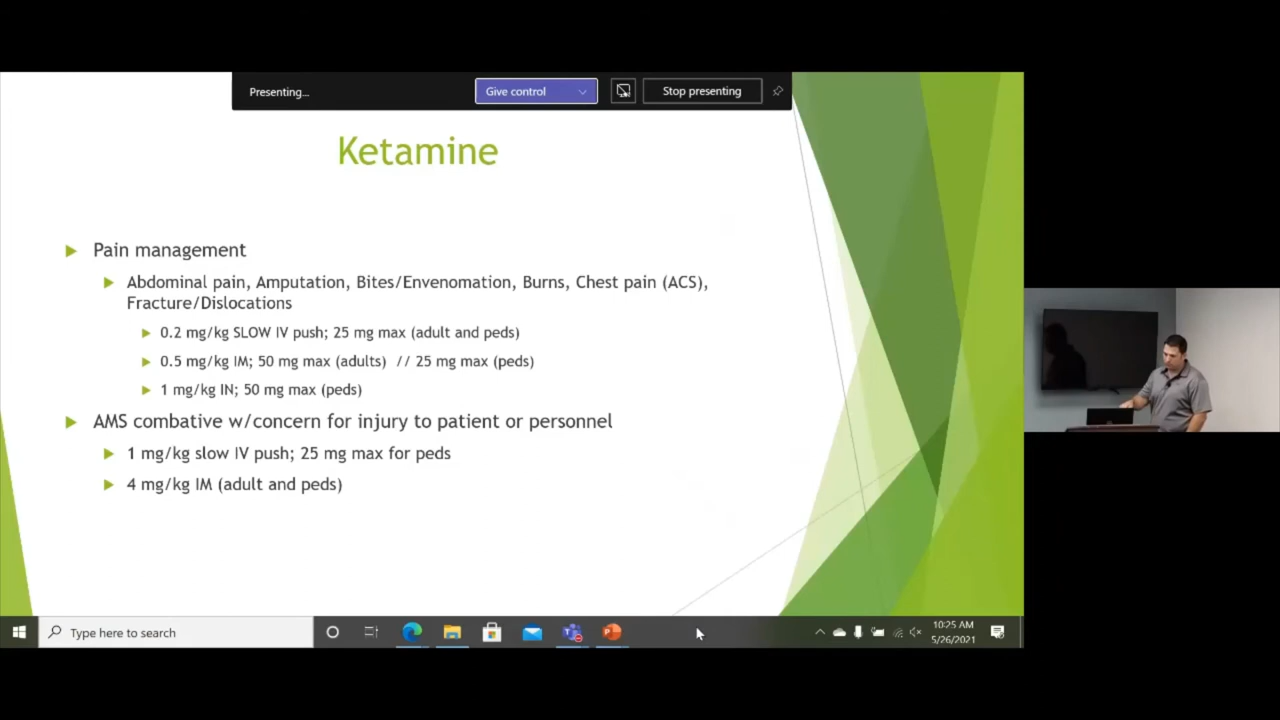 Presenting...
Give control
Stop presenting
Ketamine
Pain management
Abdominal pain, Amputation, Bites/Envenomation, Burns, Chest pain (ACS),
Fracture/Dislocations
0.2 mg/kg SLOW IV push; 25 mg max (adult and peds)
0.5 mg/kg IM; 50 mg max (adults) // 25 mg max (peds)
1 mg/kg IN; 50 mg max (peds)
AMS combative w/concern for injury to patient or personnel
1 mg/kg slow IV push; 25 mg max for peds
4 mg/kg IM (adult and peds)
Type here to search
10:25 AM
5/26/2021